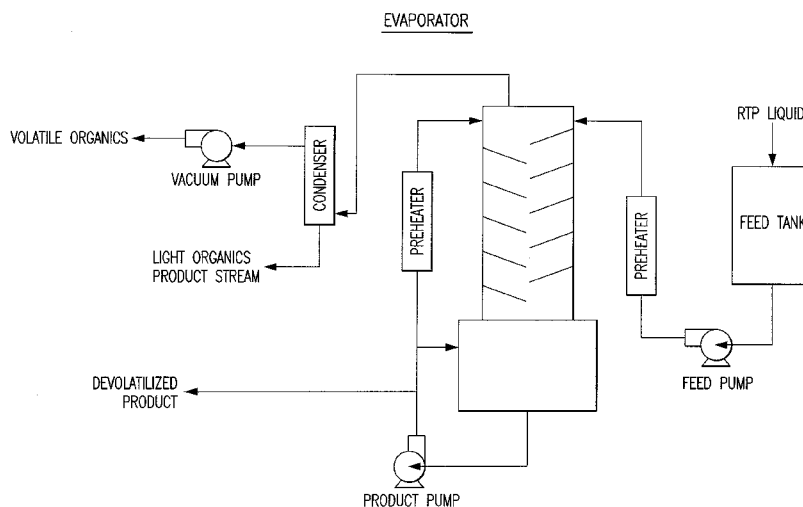 EVAPORATOR
RTP LIQUID
VOLATILE ORGANICS
VACUUM PUMP
CONDENSER
PREHEATER
PREHEATER
FEED TANK
LIGHT ORGANICS
PRODUCT STREAM
FEED PUMP
DEVOLATILIZED
PRODUCT
PRODUCT PUMP